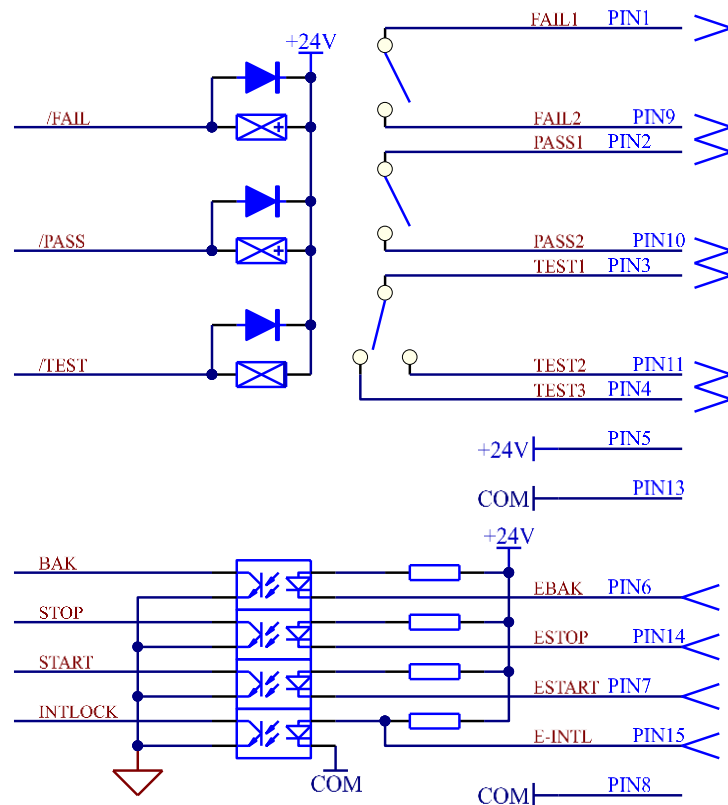 FAIL1 PIN1
+24V
/FAIL FAIL2 PIN9
PASS1 PIN2
/PASS PASS2 PIN10
TEST1 PIN3
/TEST TEST2 PIN11
TEST3 PIN4
+24V PIN5
COM PIN13
+24V
BAK
EBAK PIN6
STOP
ESTOP PIN14
START
ESTART PIN7
INTLOCK
E-INTL PIN15
COM
COM PIN8